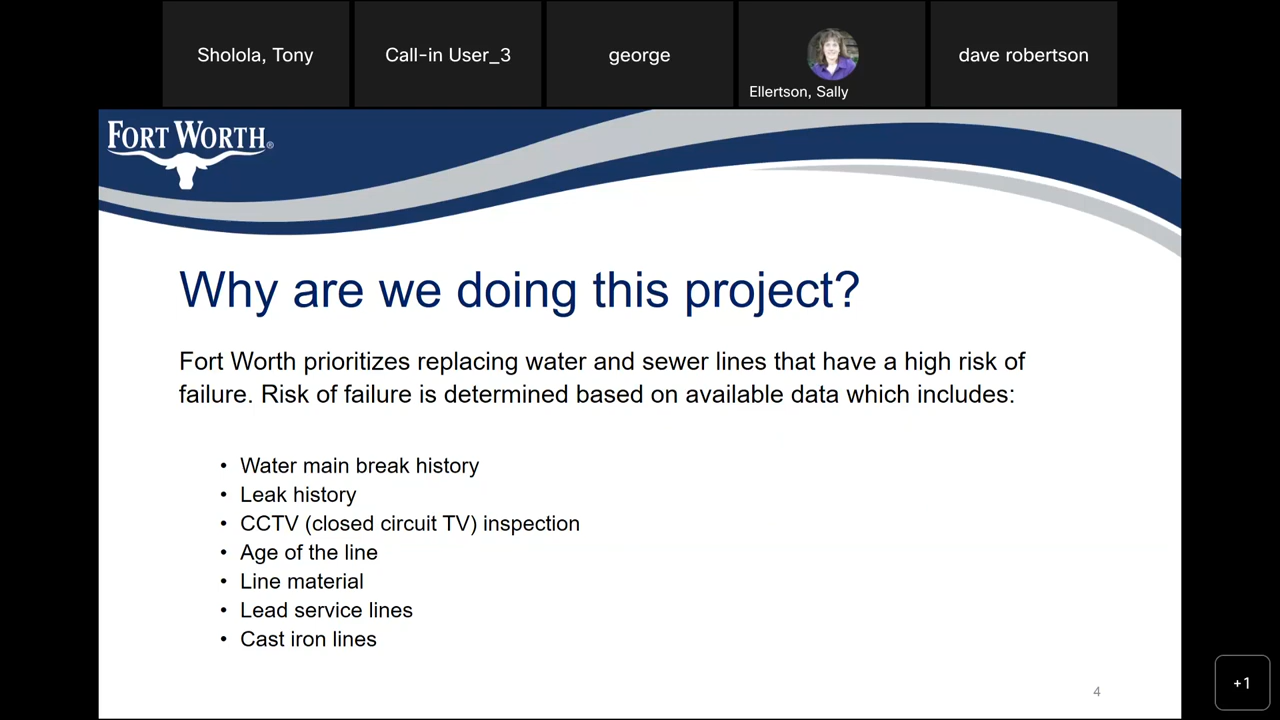 Sholola, Tony
Call-in User_3
george
Ellertson, Sally
dave robertson
FORT WORTH®
Why are we doing this project?
Fort Worth prioritizes replacing water and sewer lines that have a high risk of
failure. Risk of failure is determined based on available data which includes:
• Water main break history
• Leak history
• CCTV (closed circuit TV) inspection
• Age of the line
• Line material
• Lead service lines
• Cast iron lines
4
+1